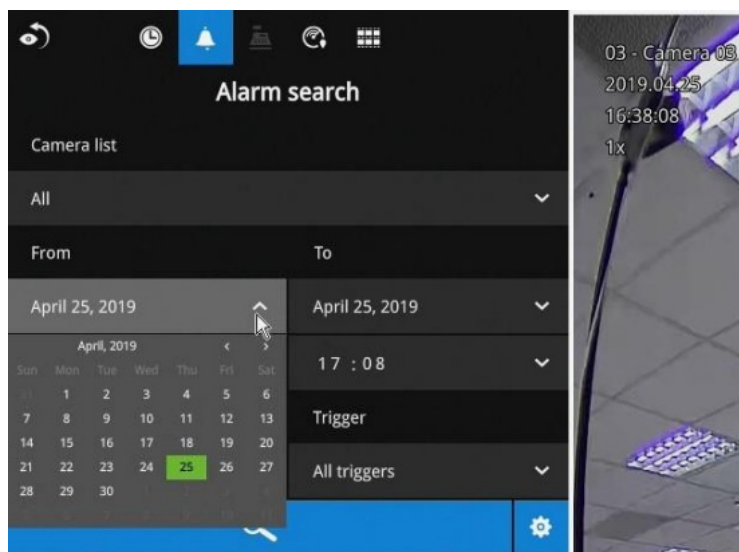 Alarm search
Camera list
All
From To
April 25, 2019 April 25, 2019
April, 2019 < >
Sun Mon Tue Wed Thu Fri Sat
31 1 2 3 4 5 6
7 8 9 10 11 12 13
14 15 16 17 18 19 20
21 22 23 24 25 26 27
28 29 30
17 : 08
Trigger
All triggers
03 - Camera 03
2019.04.25
16:38:08
1x